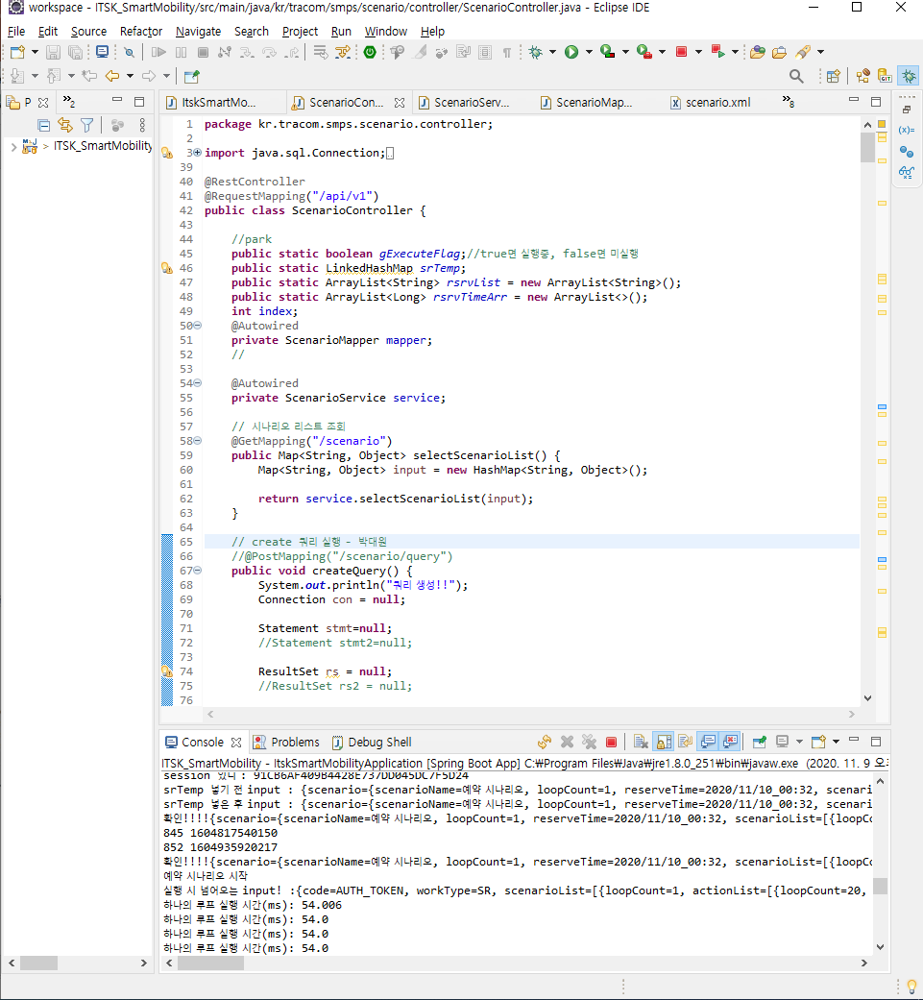 workspace - ITSK_SmartMobility/src/main/java/kr/tracom/smps/scenario/controller/ScenarioController.java - Eclipse IDE
File Edit Source Refactor Navigate Search Project Run Window Help
P
»2
ItskSmartMo...
ScenarioCon...
ScenarioServ...
ScenarioMap...
scenario.xml
»8
> ITSK_SmartMobility
1 package kr.tracom.smps.scenario.controller;
2
3 import java.sql.Connection;
39
40 @RestController
41 @RequestMapping("/api/v1")
42 public class ScenarioController {
43
44 //park
45 public static boolean gExecuteFlag;//true면 실행중, false면 미실행
46 public static LinkedHashMap srTemp;
47 public static ArrayList<String> rsrvList = new ArrayList<String>();
48 public static ArrayList<Long> rsrvTimeArr = new ArrayList<>();
49 int index;
50 @Autowired
51 private ScenarioMapper mapper;
52 //
53
54 @Autowired
55 private ScenarioService service;
56
57 // 시나리오 리스트 조회
58 @GetMapping("/scenario")
59 public Map<String, Object> selectScenarioList() {
60 Map<String, Object> input = new HashMap<String, Object>();
61
62 return service.selectScenarioList(input);
63 }
64
65 // create 쿼리 실행 - 박대원
66 //@PostMapping("/scenario/query")
67 public void createQuery() {
68 System.out.println("쿼리 생성!!");
69 Connection con = null;
70
71 Statement stmt=null;
72 //Statement stmt2=null;
73
74 ResultSet rs = null;
75 //ResultSet rs2 = null;
76
Console Problems Debug Shell
ITSK_SmartMobility - ItskSmartMobilityApplication [Spring Boot App] C:₩Program Files₩Java₩jre1.8.0_251₩bin₩javaw.exe (2020. 11. 9 오
session 있니 : 91CB6AF409B4428E737DD045DC7F5D24
srTemp 넣기 전 input : {scenario={scenarioName=예약 시나리오, loopCount=1, reserveTime=2020/11/10_00:32, scenari
srTemp 넣은 후 input : {scenario={scenarioName=예약 시나리오, loopCount=1, reserveTime=2020/11/10_00:32, scenari
확인!!!!{scenario={scenarioName=예약 시나리오, loopCount=1, reserveTime=2020/11/10_00:32, scenarioList=[{loopCo
845 1604817540150
852 1604935920217
확인!!!!{scenario={scenarioName=예약 시나리오, loopCount=1, reserveTime=2020/11/10_00:32, scenarioList=[{loopCo
예약 시나리오 시작
실행 시 넘어오는 input! :{code=AUTH_TOKEN, workType=SR, scenarioList=[{loopCount=1, actionList=[{loopCount=20,
하나의 루프 실행 시간(ms): 54.006
하나의 루프 실행 시간(ms): 54.0
하나의 루프 실행 시간(ms): 54.0
하나의 루프 실행 시간(ms): 54.0